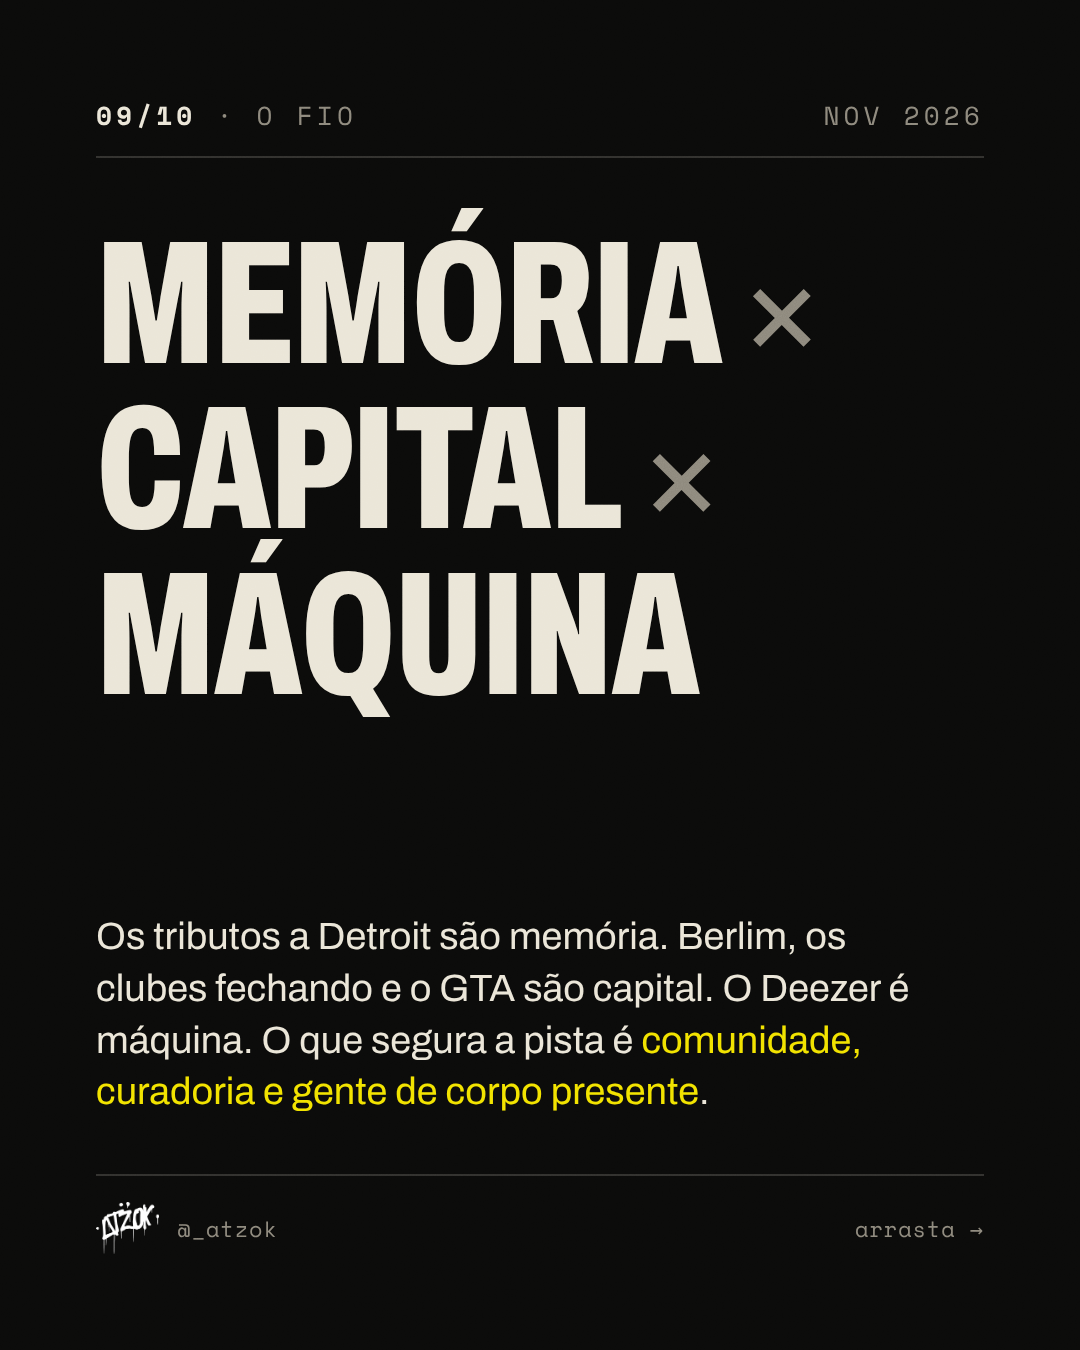 09/10 · O FIO
NOV 2026
MEMÓRIA ×
CAPITAL ×
MÁQUINA
Os tributos a Detroit são memória. Berlim, os
clubes fechando e o GTA são capital. O Deezer é
máquina. O que segura a pista é comunidade,
curadoria e gente de corpo presente.
ATZOK
@_atzok
arrasta →